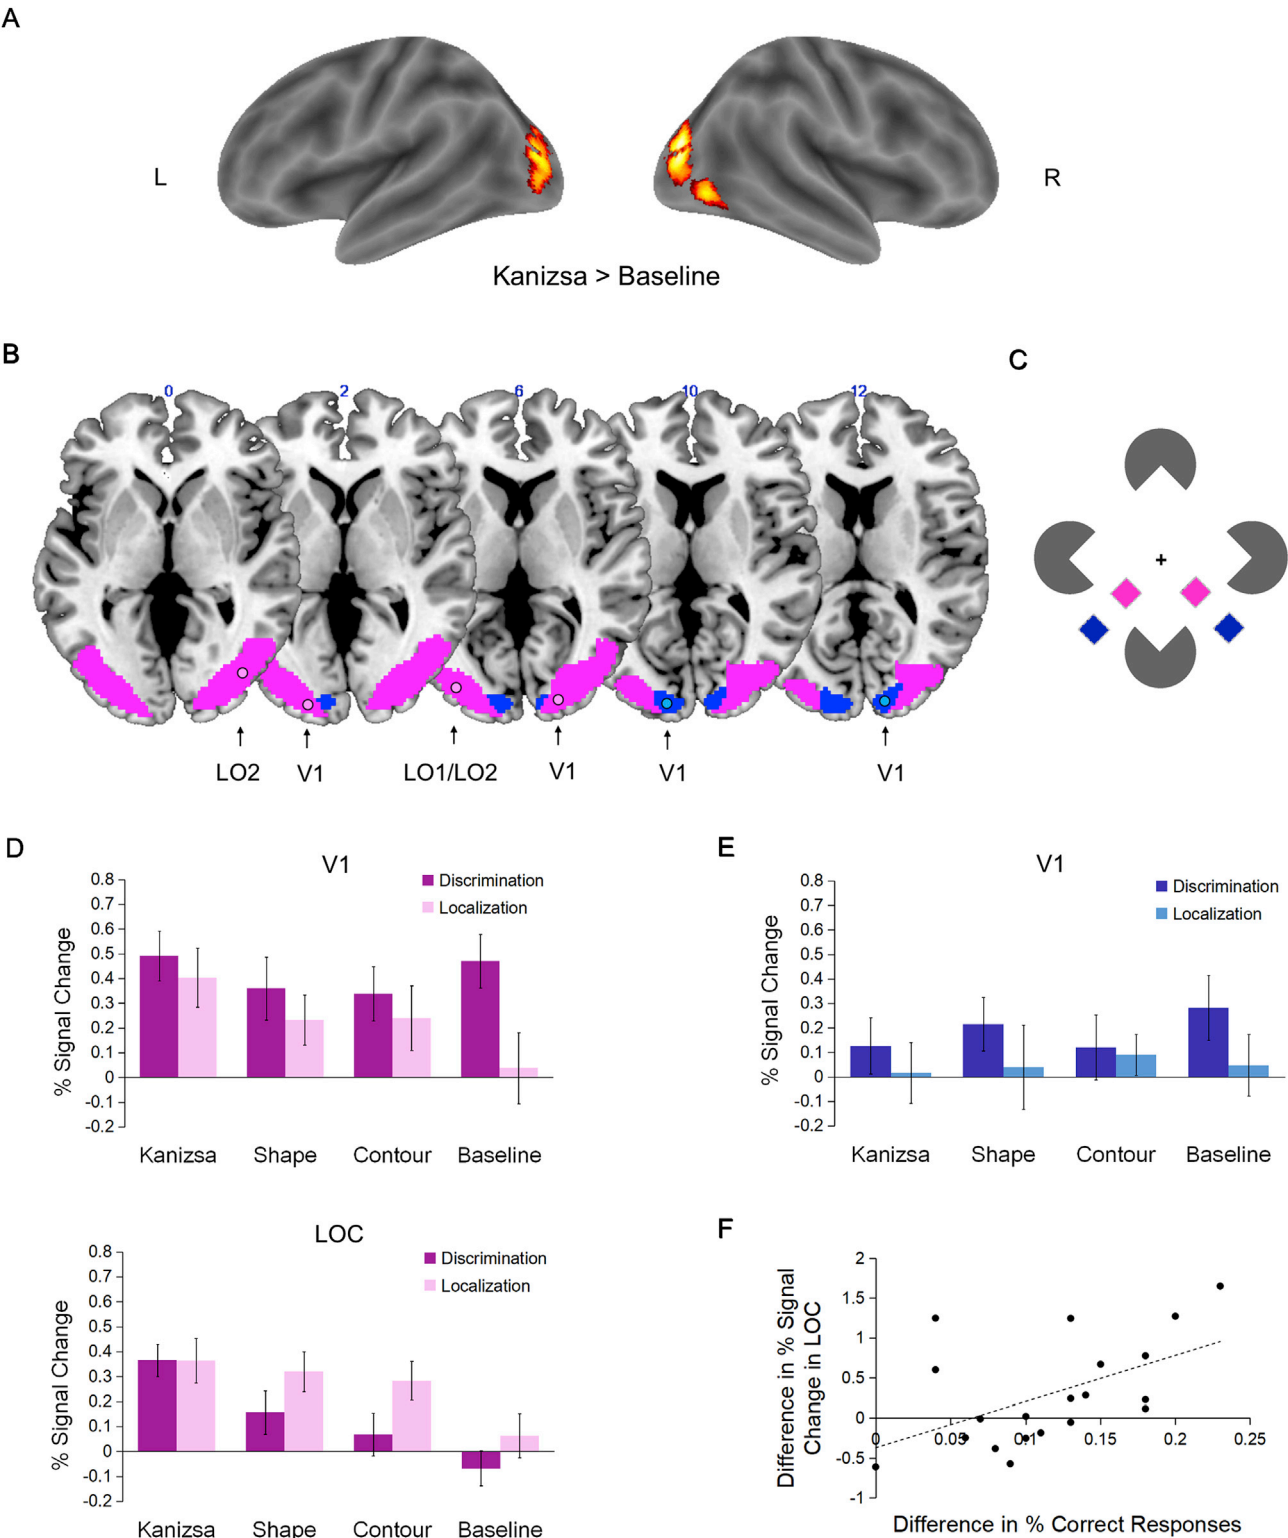 A
L
R
Kanizsa > Baseline
B
C
0 2 6 10 12
LO2 V1 LO1/LO2 V1 V1 V1
D
V1
Discrimination
Localization
% Signal Change
0.8
0.7
0.6
0.5
0.4
0.3
0.2
0.1
0
-0.1
-0.2
Kanizsa Shape Contour Baseline
E
V1
Discrimination
Localization
% Signal Change
0.8
0.7
0.6
0.5
0.4
0.3
0.2
0.1
0
-0.1
-0.2
Kanizsa Shape Contour Baseline
LOC
Discrimination
Localization
% Signal Change
0.8
0.7
0.6
0.5
0.4
0.3
0.2
0.1
0
-0.1
-0.2
Kanizsa Shape Contour Baseline
F
Difference in % Signal
Change in LOC
2
1.5
1
0.5
0
-0.5
-1
0 0.05 0.1 0.15 0.2 0.25
Difference in % Correct Responses